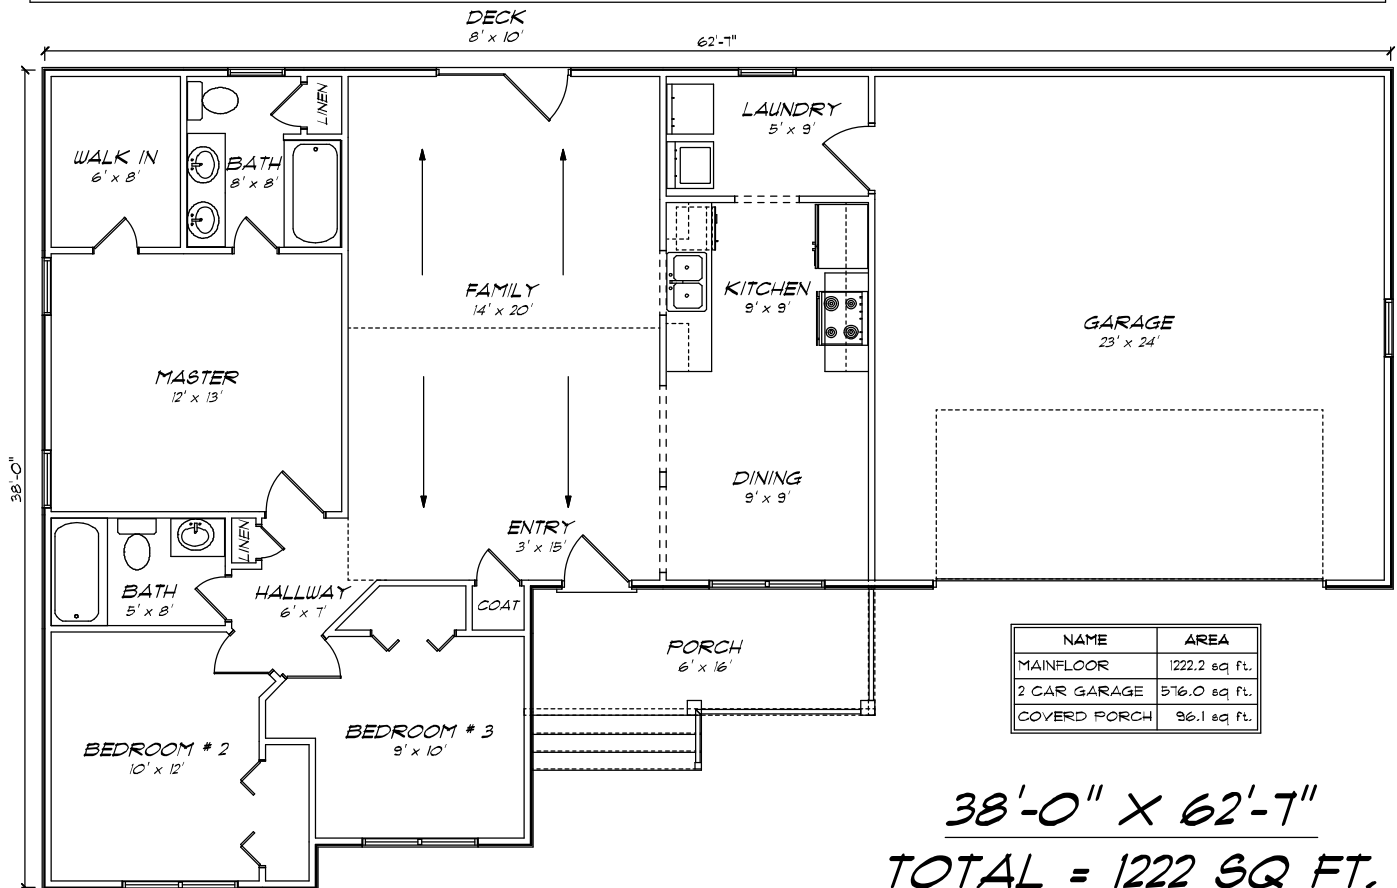 DECK
8' x 10'
62'-7"
LINEN
LAUNDRY
5' x 9'
WALK IN
6' x 8'
BATH
8' x 8'
FAMILY
14' x 20'
KITCHEN
9' x 9'
GARAGE
23' x 24'
MASTER
12' x 13'
38'-0"
DINING
9' x 9'
ENTRY
3' x 15'
LINEN
BATH
5' x 8'
HALLWAY
6' x 7'
COAT
PORCH
6' x 16'
NAME AREA
MAINFLOOR 1222.2 sq ft.
2 CAR GARAGE 576.0 sq ft.
COVERD PORCH 96.1 sq ft.
BEDROOM # 3
9' x 10'
BEDROOM # 2
10' x 12'
38'-0" X 62'-7"
TOTAL = 1222 SQ FT.